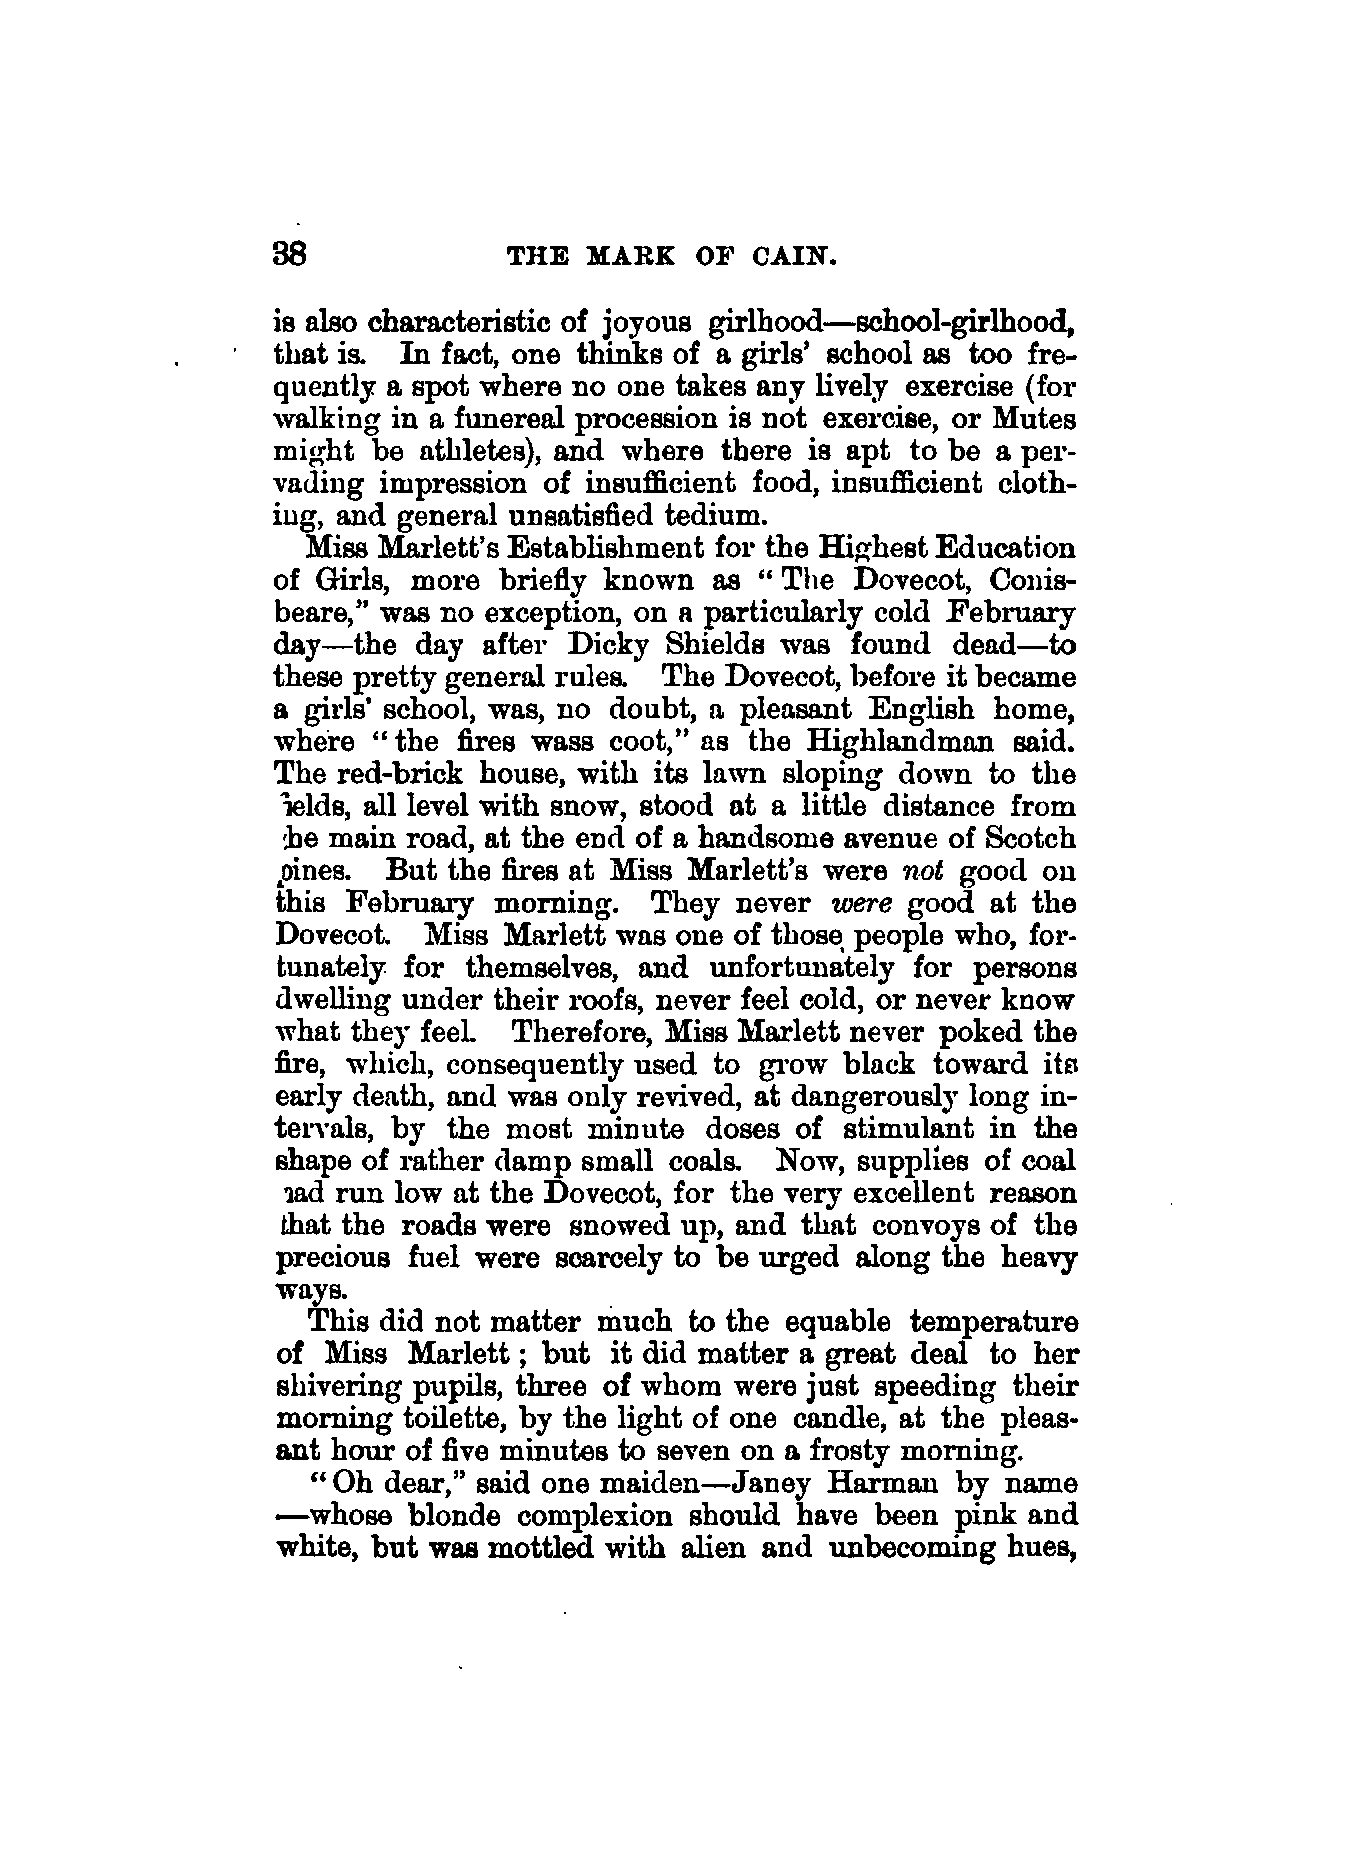 38 THE MARK OF CAIN.
is also characteristic of joyous girlhood—school-girlhood,
that is. In fact, one thinks of a girls' school as too fre-
quently a spot where no one takes any lively exercise (for
walking in a funereal procession is not exercise, or Mutes
might be athletes), and where there is apt to be a per-
vading impression of insufficient food, insufficient cloth-
ing, and general unsatisfied tedium.
Miss Marlett's Establishment for the Highest Education
of Girls, more briefly known as "The Dovecot, Conis-
beare," was no exception, on a particularly cold February
day—the day after Dicky Shields was found dead—to
these pretty general rules. The Dovecot, before it became
a girls' school, was, no doubt, a pleasant English home,
where "the fires wass coot," as the Highlandman said.
The red-brick house, with its lawn sloping down to the
fields, all level with snow, stood at a little distance from
the main road, at the end of a handsome avenue of Scotch
pines. But the fires at Miss Marlett's were not good on
this February morning. They never were good at the
Dovecot. Miss Marlett was one of those people who, for-
tunately for themselves, and unfortunately for persons
dwelling under their roofs, never feel cold, or never know
what they feel. Therefore, Miss Marlett never poked the
fire, which, consequently used to grow black toward its
early death, and was only revived, at dangerously long in-
tervals, by the most minute doses of stimulant in the
shape of rather damp small coals. Now, supplies of coal
had run low at the Dovecot, for the very excellent reason
that the roads were snowed up, and that convoys of the
precious fuel were scarcely to be urged along the heavy
ways.
This did not matter much to the equable temperature
of Miss Marlett; but it did matter a great deal to her
shivering pupils, three of whom were just speeding their
morning toilette, by the light of one candle, at the pleas-
ant hour of five minutes to seven on a frosty morning.
"Oh dear," said one maiden—Janey Harman by name
—whose blonde complexion should have been pink and
white, but was mottled with alien and unbecoming hues,